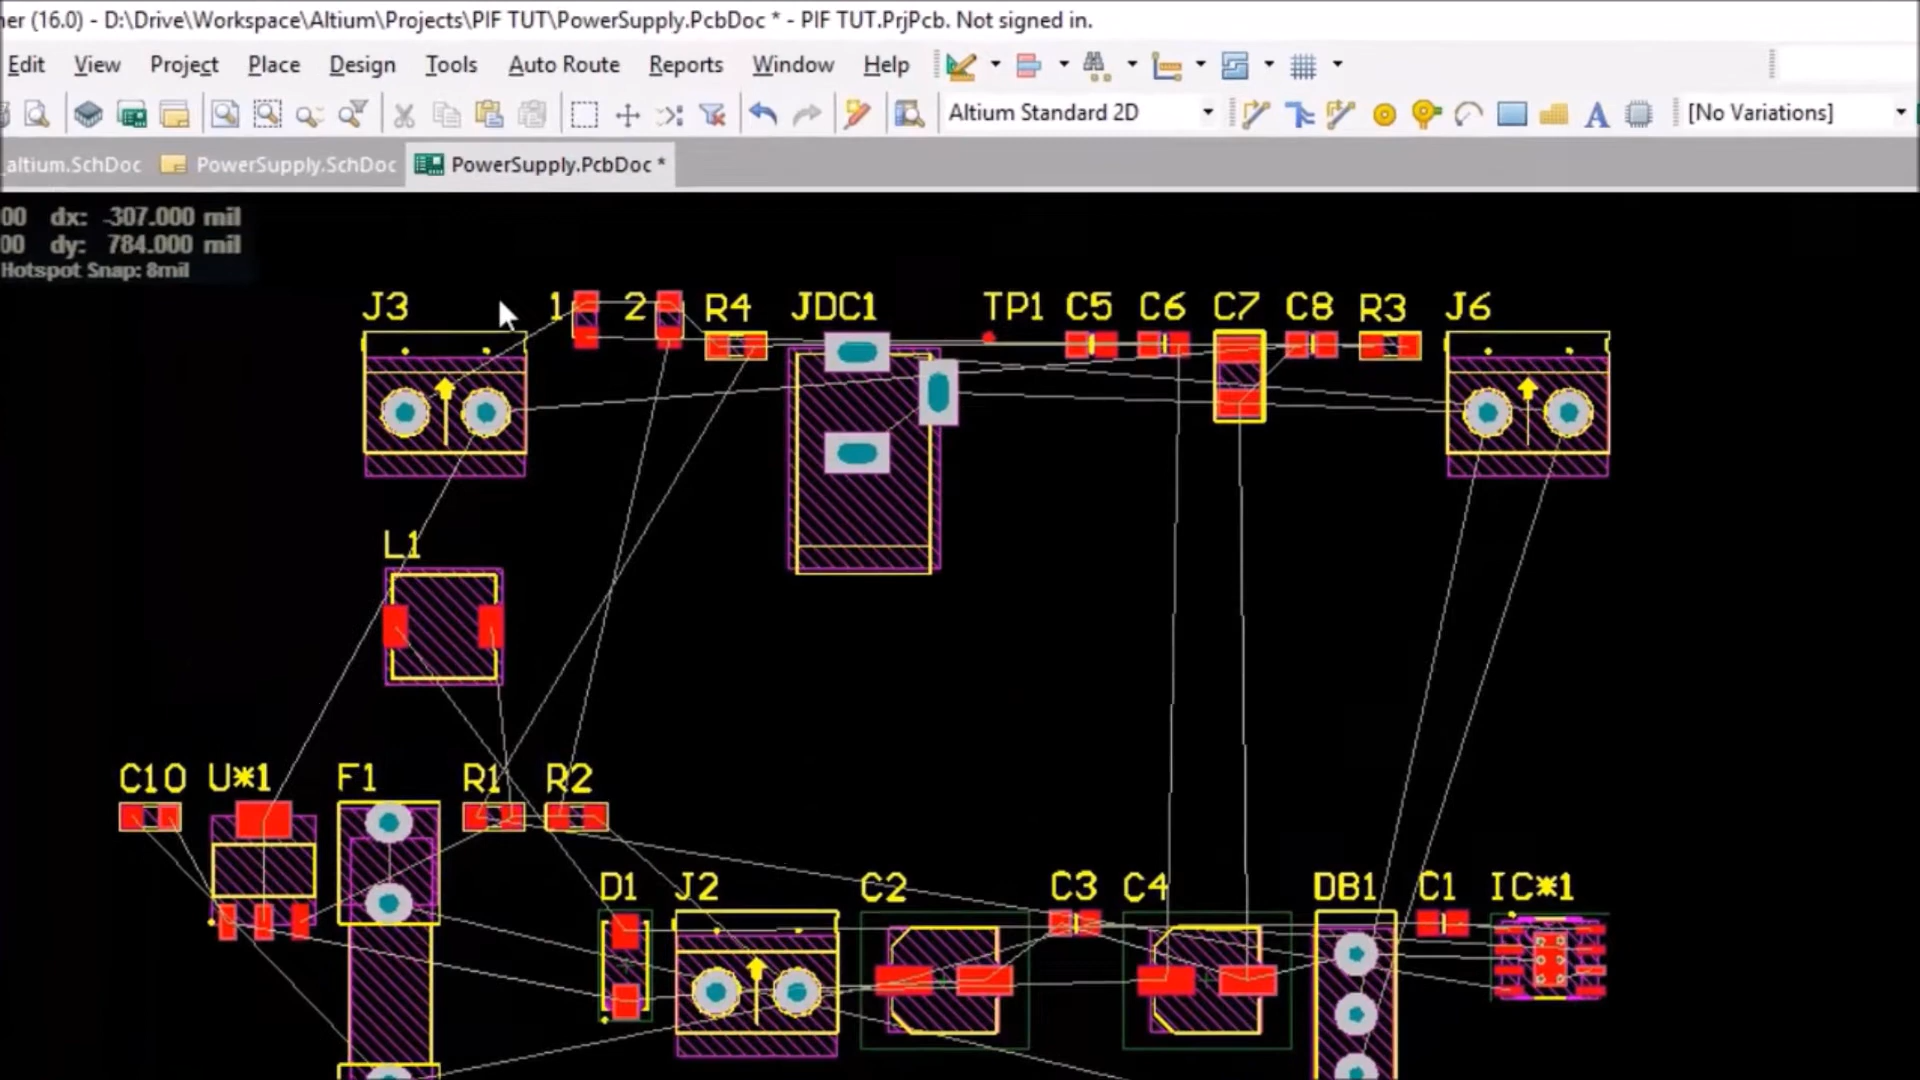 ner (16.0) - D:\Drive\Workspace\Altium\Projects\PIF TUT\PowerSupply.PcbDoc * - PIF TUT.PrjPcb. Not signed in.
Edit View Project Place Design Tools Auto Route Reports Window Help
Altium Standard 2D [No Variations]
_altium.SchDoc PowerSupply.SchDoc PowerSupply.PcbDoc *
00 dx: -307.000 mil
00 dy: 784.000 mil
Hotspot Snap: 8mil
J3 1 2 R4 JDC1 TP1 C5 C6 C7 C8 R3 J6
L1
C10 U*1 F1 R1 R2
D1 J2 C2 C3 C4 DB1 C1 IC*1